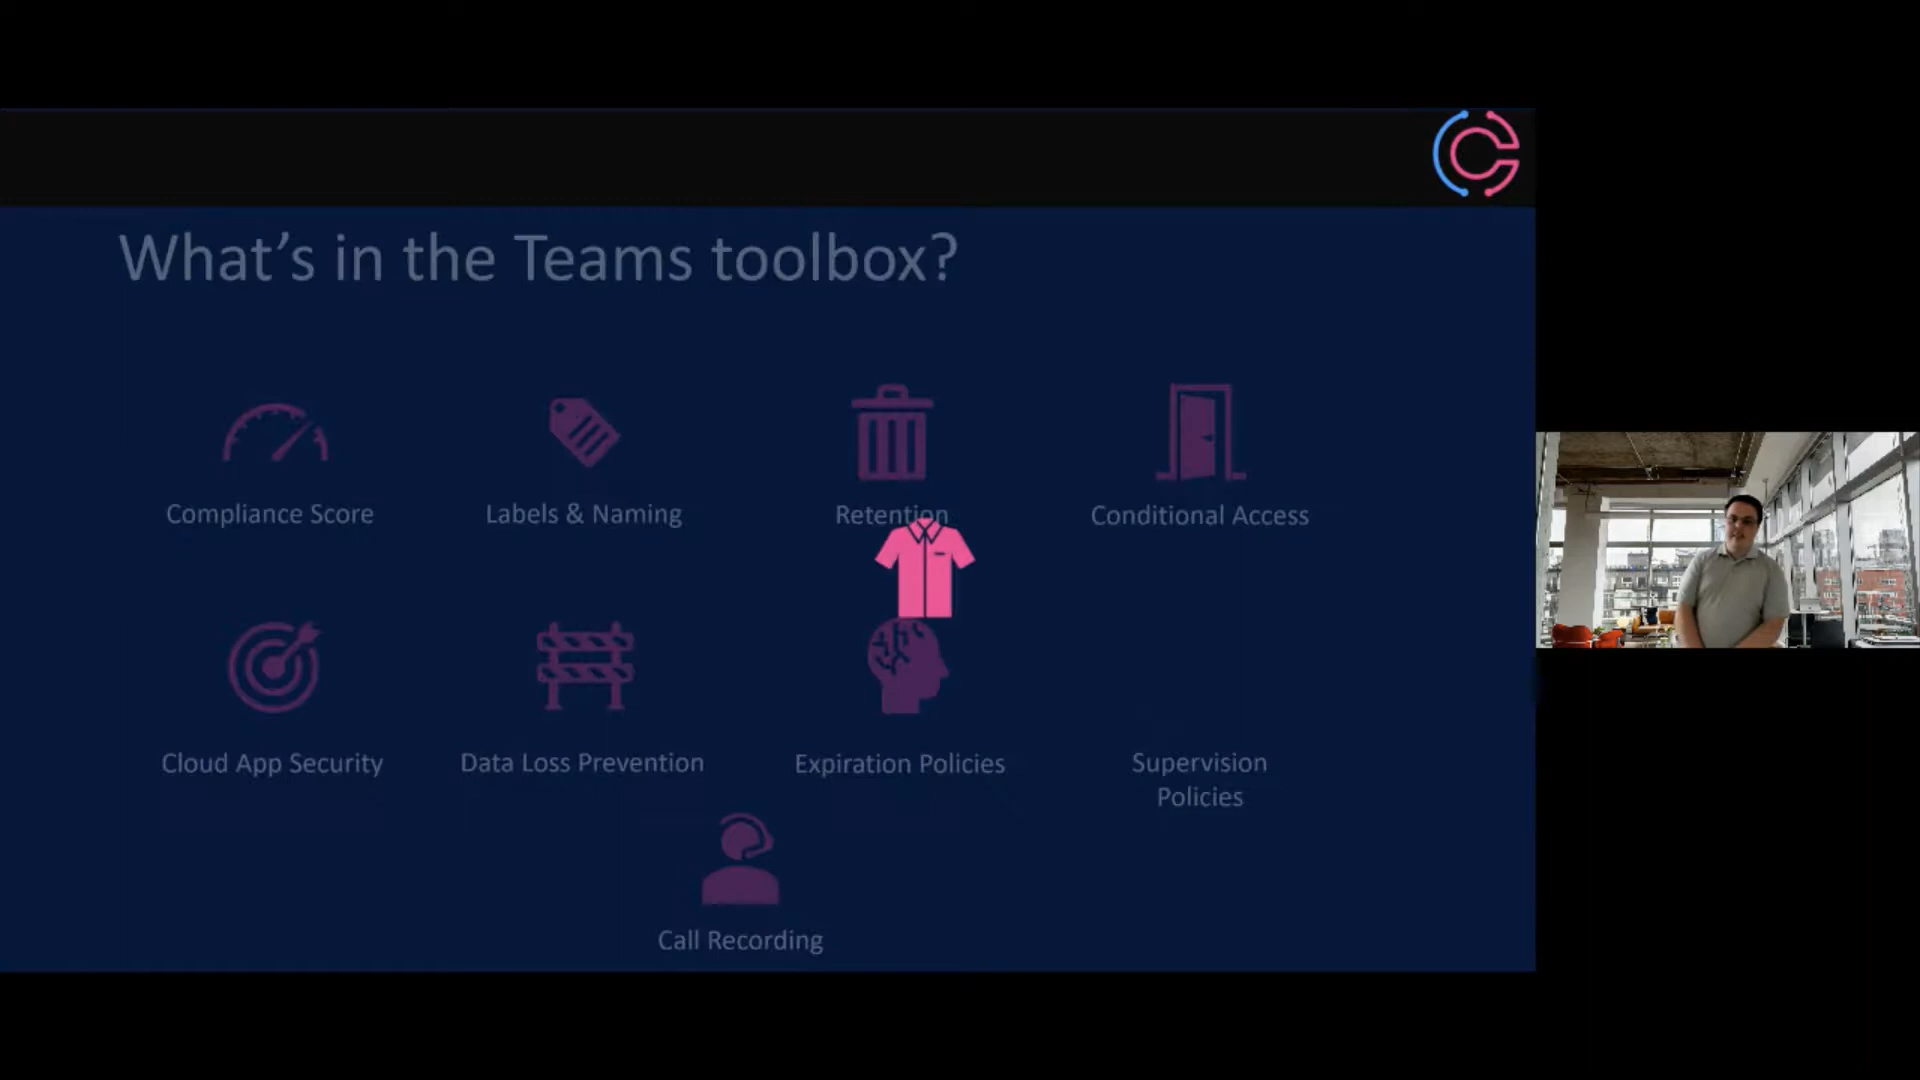 What's in the Teams toolbox?
Compliance Score
Labels & Naming
Retention
Conditional Access
Cloud App Security
Data Loss Prevention
Expiration Policies
Supervision
Policies
Call Recording